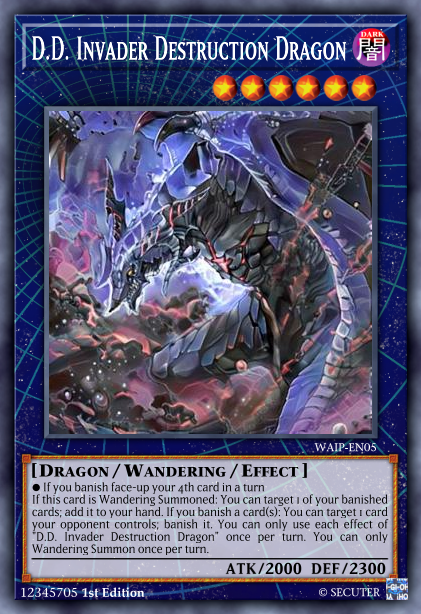 D.D. INVADER DESTRUCTION DRAGON
DARK
闇
WAIP-EN05
[DRAGON / WANDERING / EFFECT]
● If you banish face-up your 4th card in a turn
If this card is Wandering Summoned: You can target 1 of your banished
cards; add it to your hand. If you banish a card(s): You can target 1 card
your opponent controls; banish it. You can only use each effect of
"D.D. Invader Destruction Dragon" once per turn. You can only
Wandering Summon once per turn.
ATK/2000 DEF/2300
12345705 1st Edition
© SECUTER